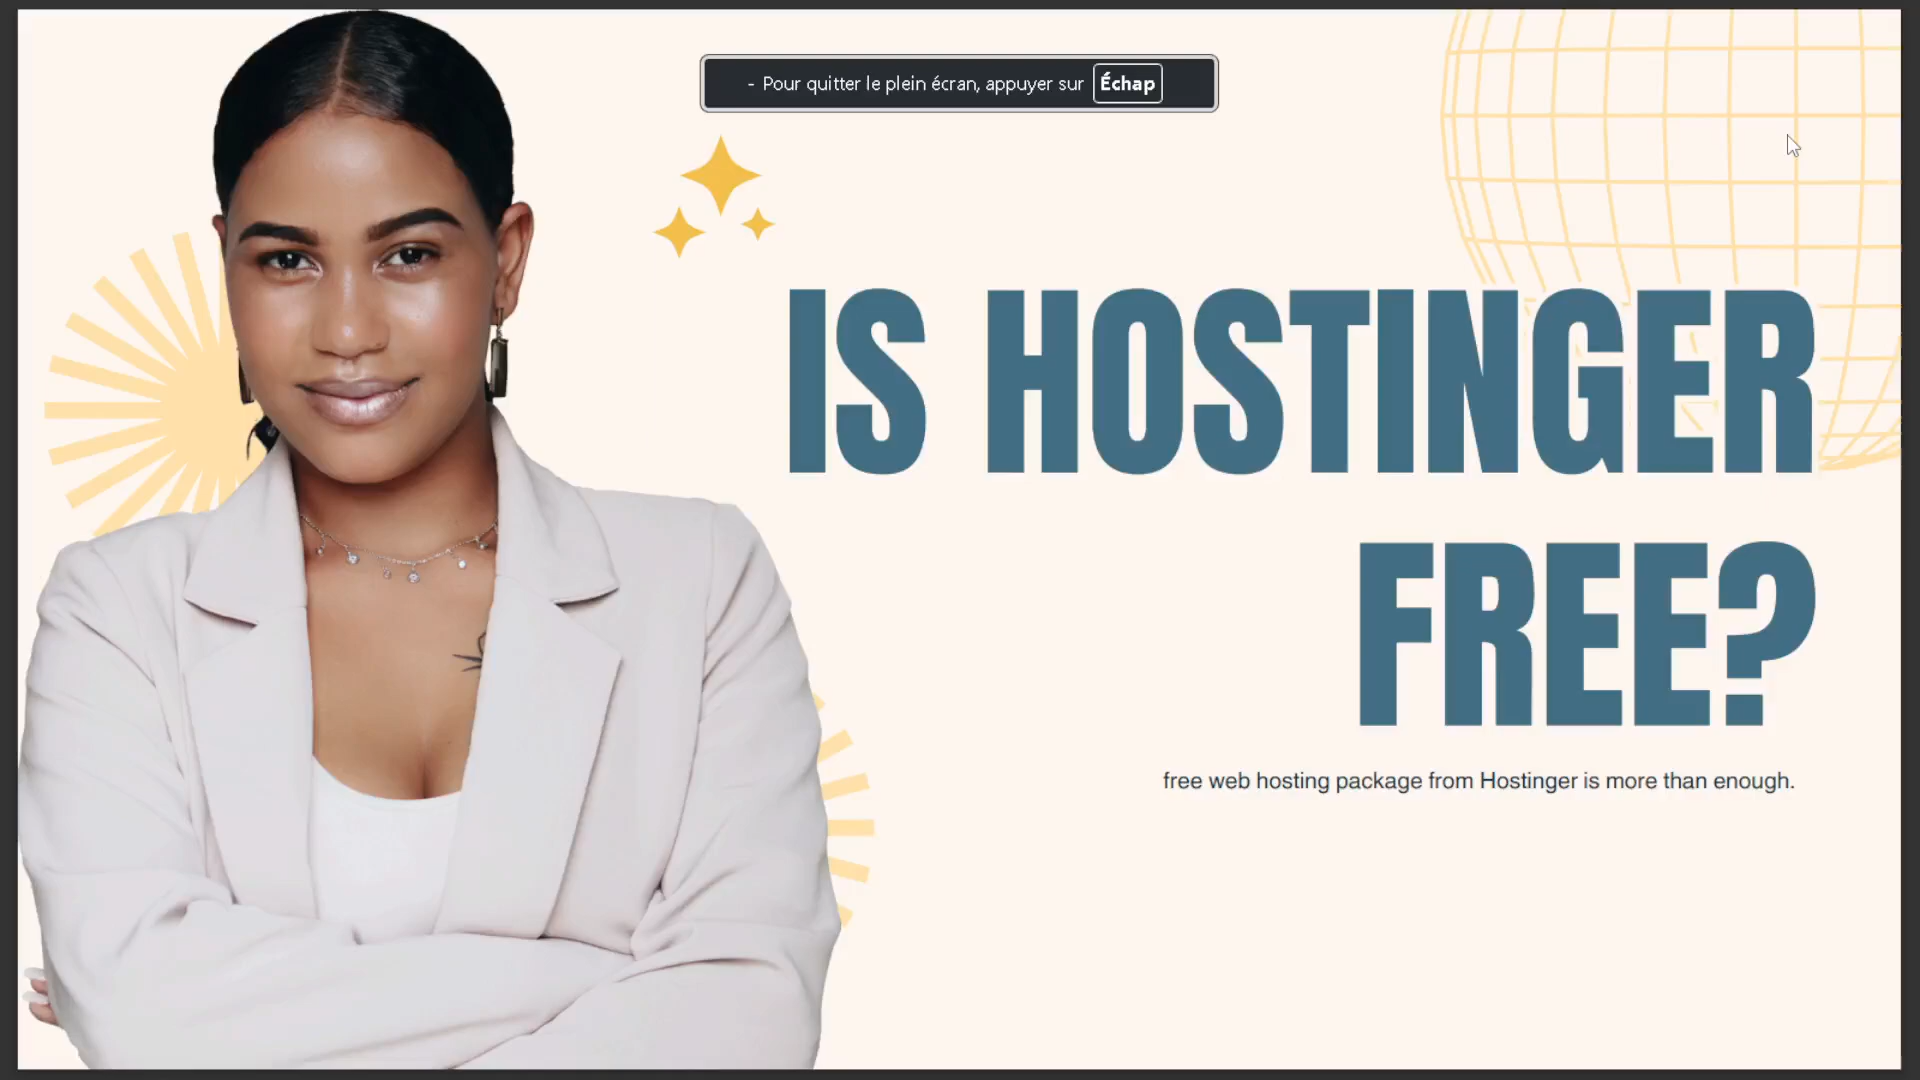 - Pour quitter le plein écran, appuyer sur Échap
IS HOSTINGER
FREE?
free web hosting package from Hostinger is more than enough.